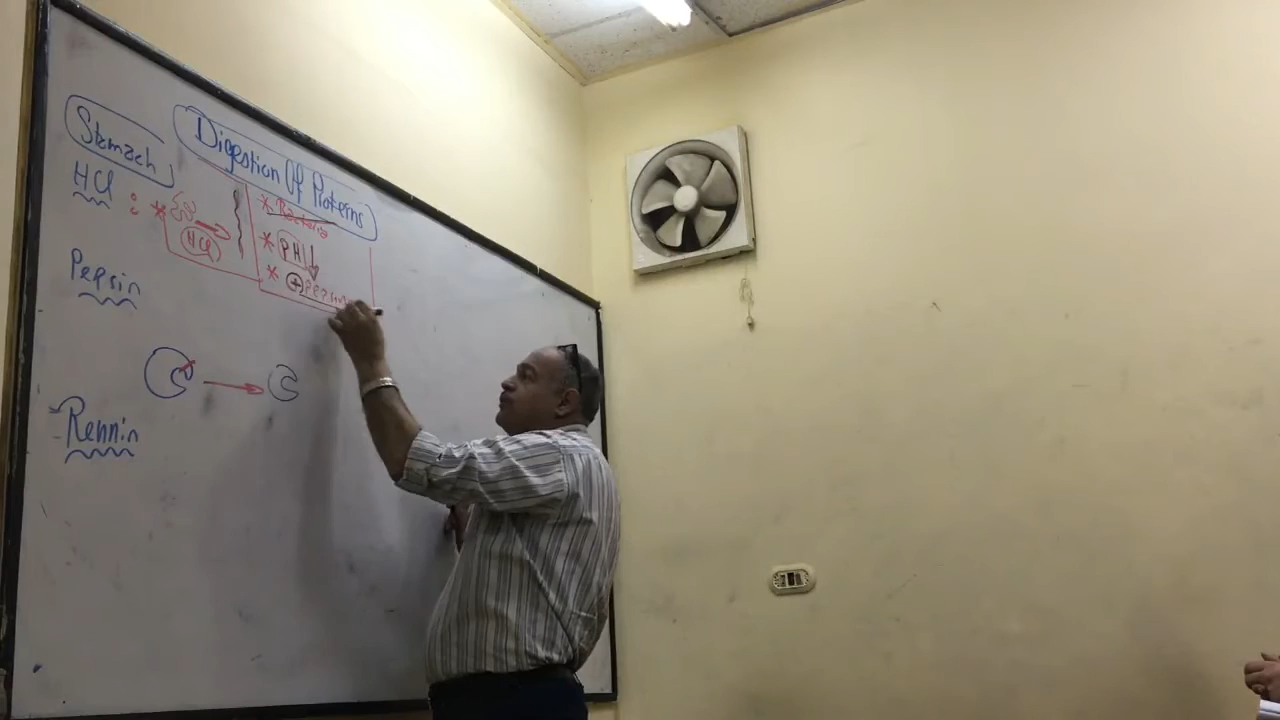 Digestion Of Proteins
Stomach
HCl : *
HCl
* Bacteria
* PH↓
* ⊕ Pepsin
Pepsin
Rennin